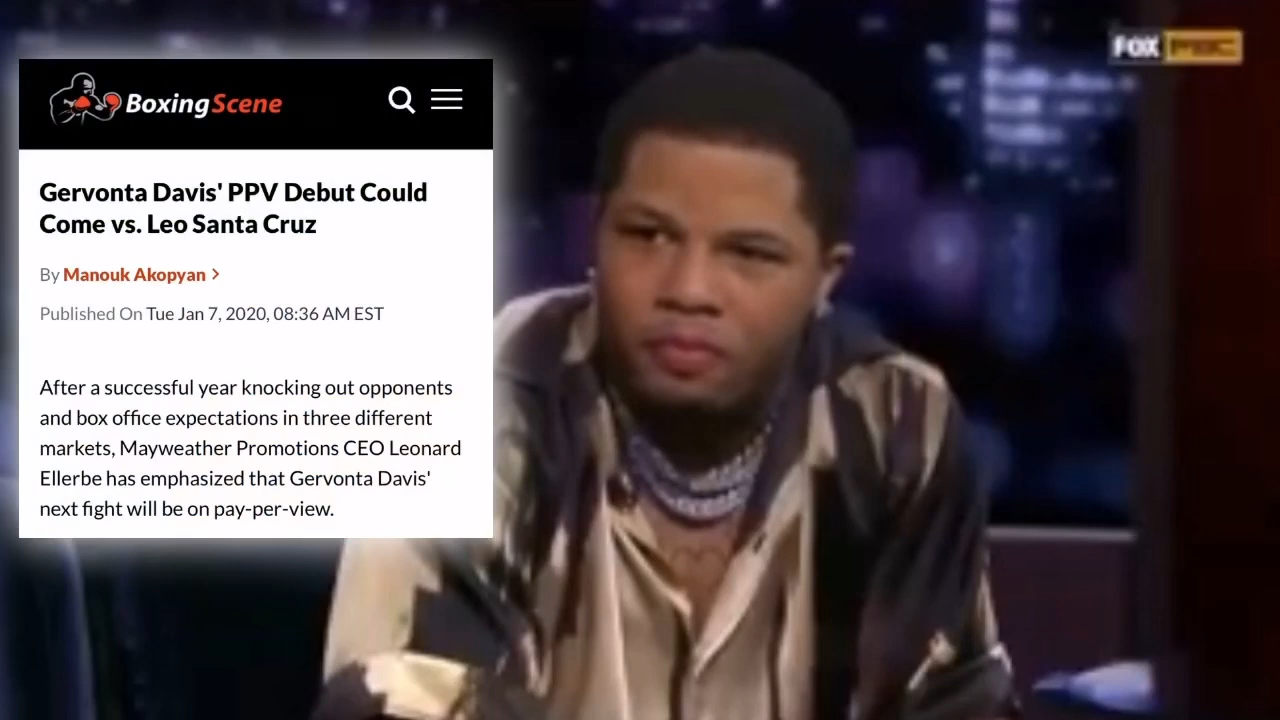 BoxingScene
Gervonta Davis' PPV Debut Could
Come vs. Leo Santa Cruz
By Manouk Akopyan >
Published On Tue Jan 7, 2020, 08:36 AM EST
After a successful year knocking out opponents
and box office expectations in three different
markets, Mayweather Promotions CEO Leonard
Ellerbe has emphasized that Gervonta Davis'
next fight will be on pay-per-view.
FOX PBC